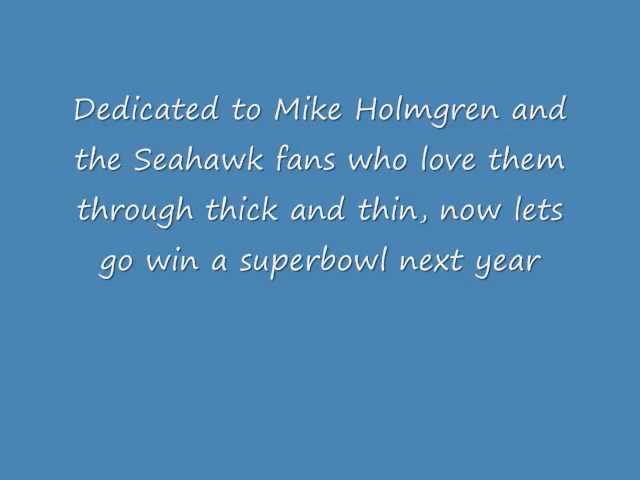 Dedicated to Mike Holmgren and
the Seahawk fans who love them
through thick and thin, now lets
go win a superbowl next year